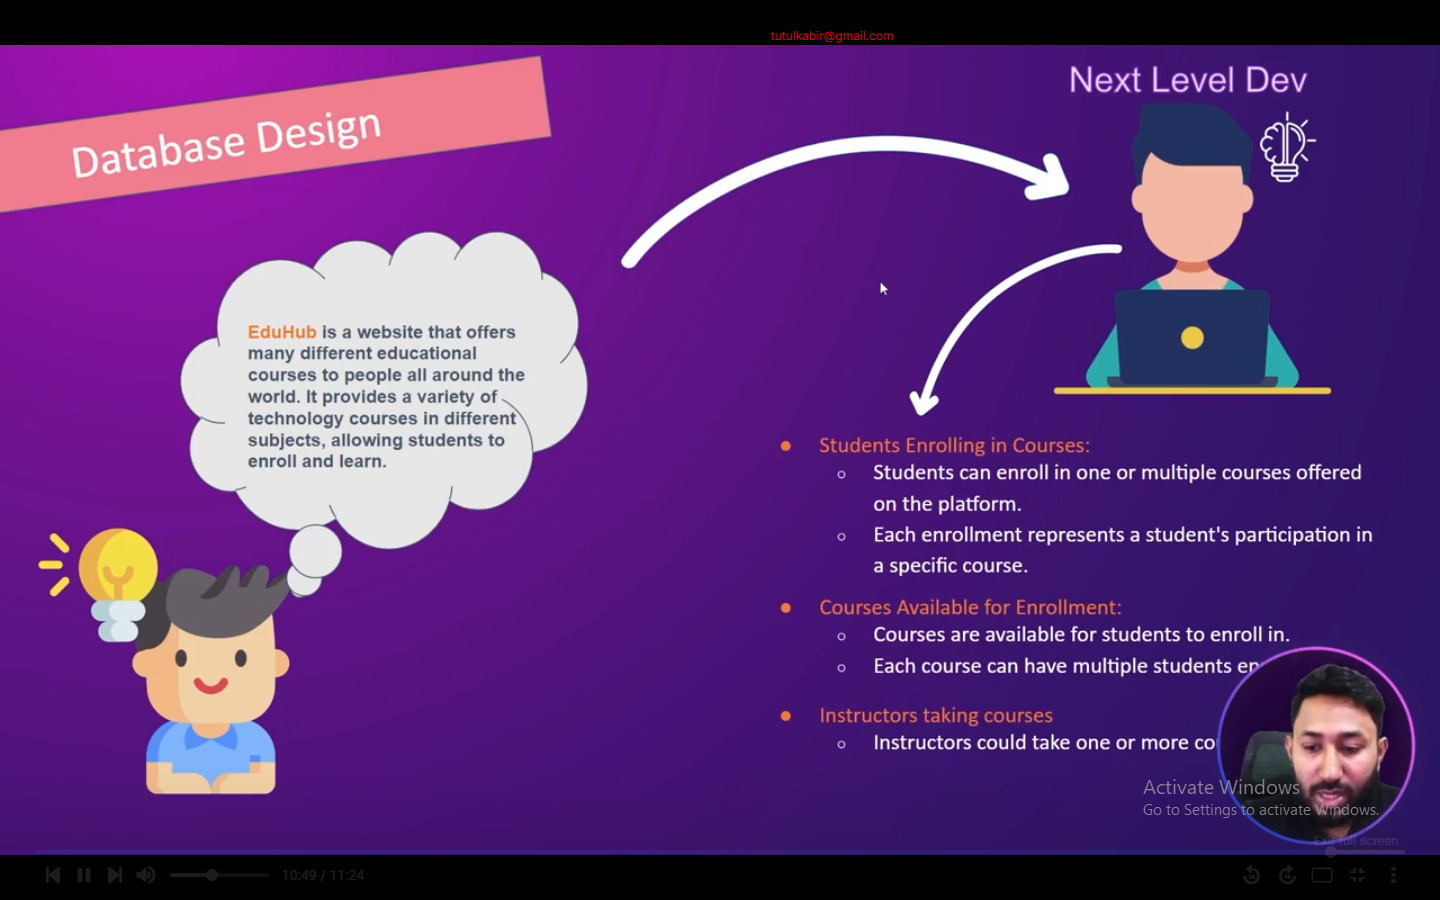 tutulkabir@gmail.com
Next Level Dev
Database Design
EduHub is a website that offers
many different educational
courses to people all around the
world. It provides a variety of
technology courses in different
subjects, allowing students to
enroll and learn.
Students Enrolling in Courses:
Students can enroll in one or multiple courses offered
on the platform.
Each enrollment represents a student's participation in
a specific course.
Courses Available for Enrollment:
Courses are available for students to enroll in.
Each course can have multiple students
Instructors taking courses
Instructors could take one or more
Activate Windows
Go to Settings to activate Windows.
Exit full screen
10:49 / 11:24